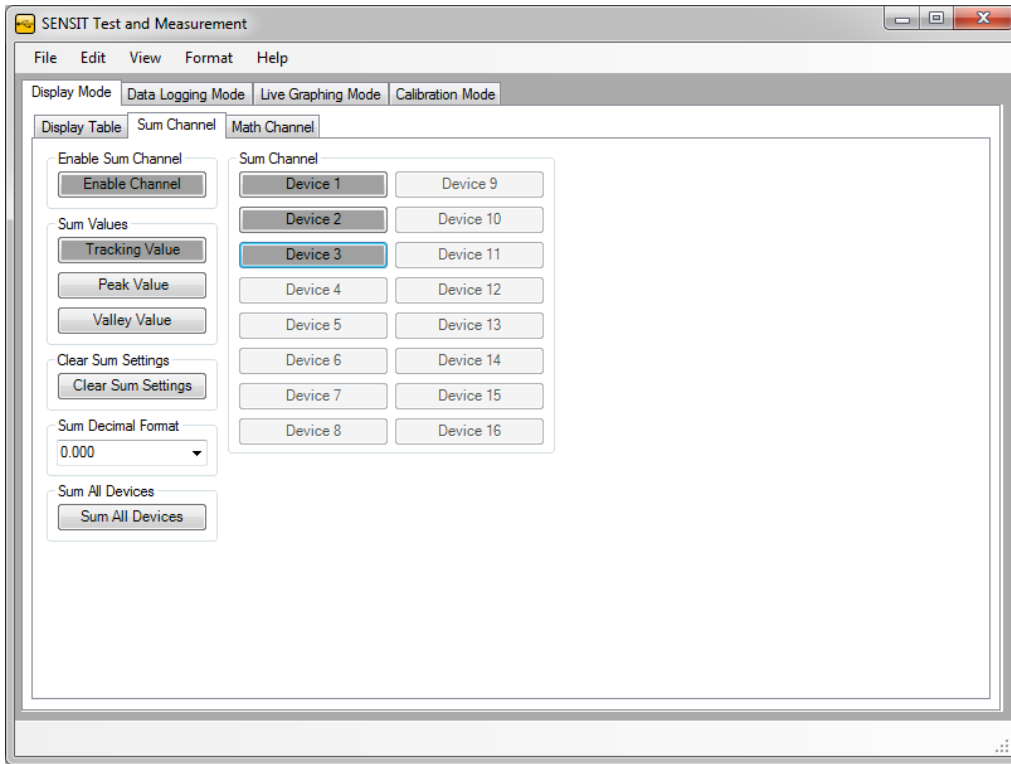 SENSIT Test and Measurement
File Edit View Format Help
Display Mode Data Logging Mode Live Graphing Mode Calibration Mode
Display Table Sum Channel Math Channel
Enable Sum Channel
Enable Channel
Sum Values
Tracking Value
Peak Value
Valley Value
Clear Sum Settings
Clear Sum Settings
Sum Decimal Format
0.000
Sum All Devices
Sum All Devices
Sum Channel
Device 1 Device 9
Device 2 Device 10
Device 3 Device 11
Device 4 Device 12
Device 5 Device 13
Device 6 Device 14
Device 7 Device 15
Device 8 Device 16